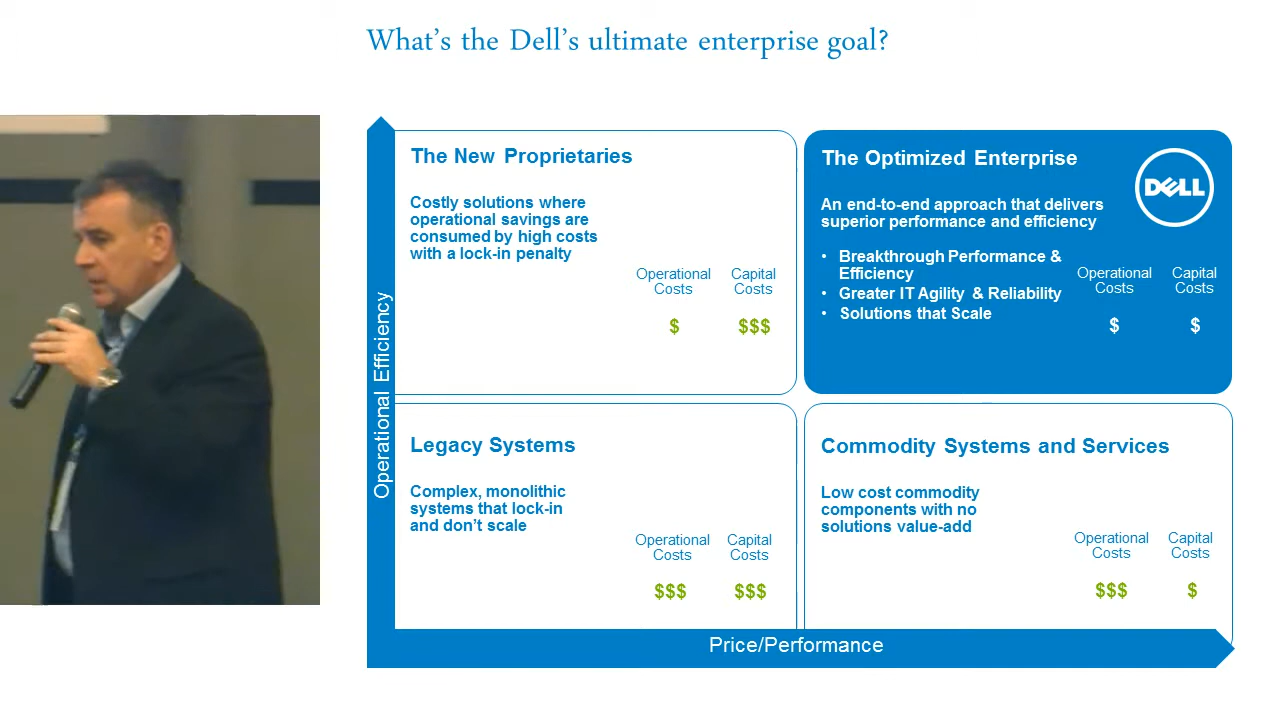 What's the Dell's ultimate enterprise goal?
The New Proprietaries
Costly solutions where
operational savings are
consumed by high costs
with a lock-in penalty
Operational Costs
Capital Costs
$
$$$
The Optimized Enterprise
DELL
An end-to-end approach that delivers
superior performance and efficiency
• Breakthrough Performance &
Efficiency
• Greater IT Agility & Reliability
• Solutions that Scale
Operational Costs
Capital Costs
$
$
Operational Efficiency
Legacy Systems
Complex, monolithic
systems that lock-in
and don't scale
Operational Costs
Capital Costs
$$$
$$$
Commodity Systems and Services
Low cost commodity
components with no
solutions value-add
Operational Costs
Capital Costs
$$$
$
Price/Performance